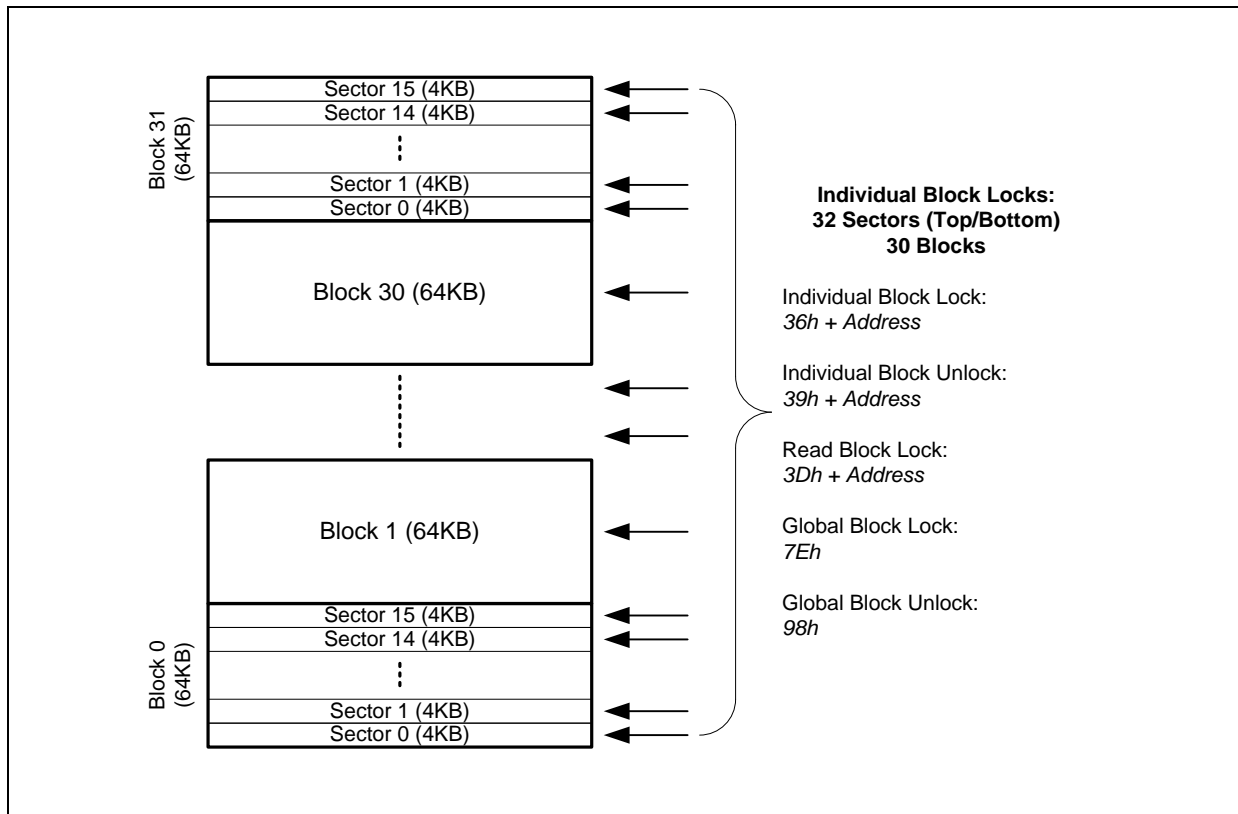 Block 31
(64KB)
Sector 15 (4KB)
Sector 14 (4KB)
Sector 1 (4KB)
Sector 0 (4KB)
Block 30 (64KB)
Block 1 (64KB)
Block 0
(64KB)
Sector 15 (4KB)
Sector 14 (4KB)
Sector 1 (4KB)
Sector 0 (4KB)
Individual Block Locks:
32 Sectors (Top/Bottom)
30 Blocks
Individual Block Lock:
36h + Address
Individual Block Unlock:
39h + Address
Read Block Lock:
3Dh + Address
Global Block Lock:
7Eh
Global Block Unlock:
98h